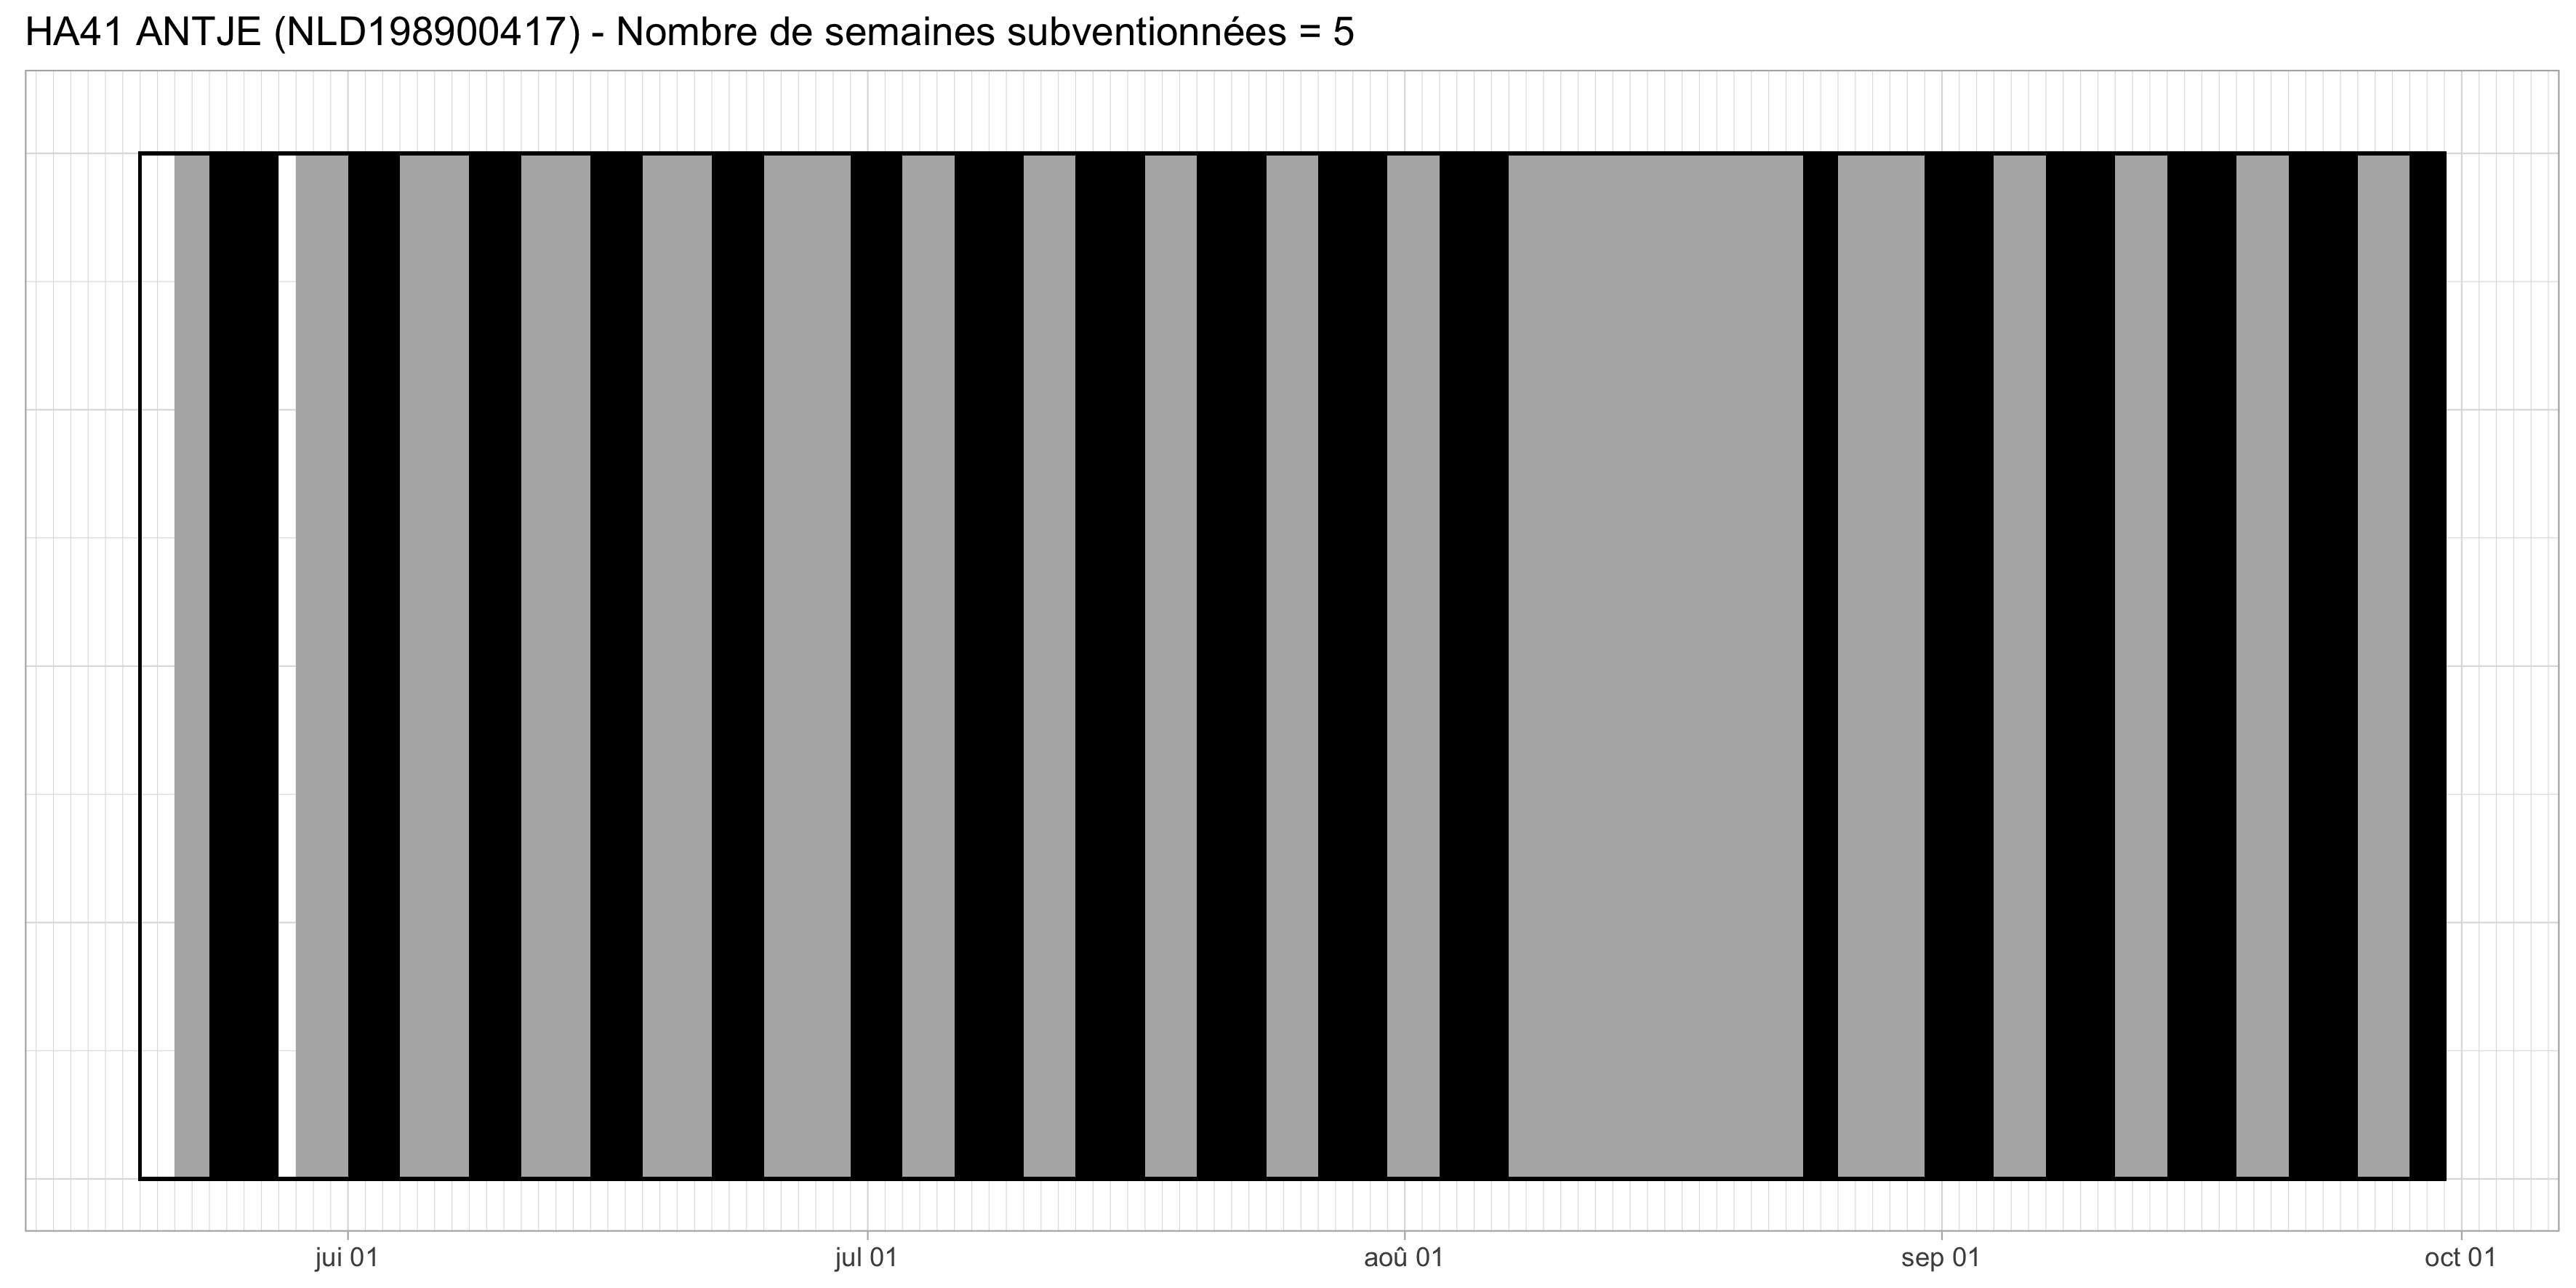 HA41 ANTJE (NLD198900417) - Nombre de semaines subventionnées = 5
jui 01
jul 01
aoû 01
sep 01
oct 01